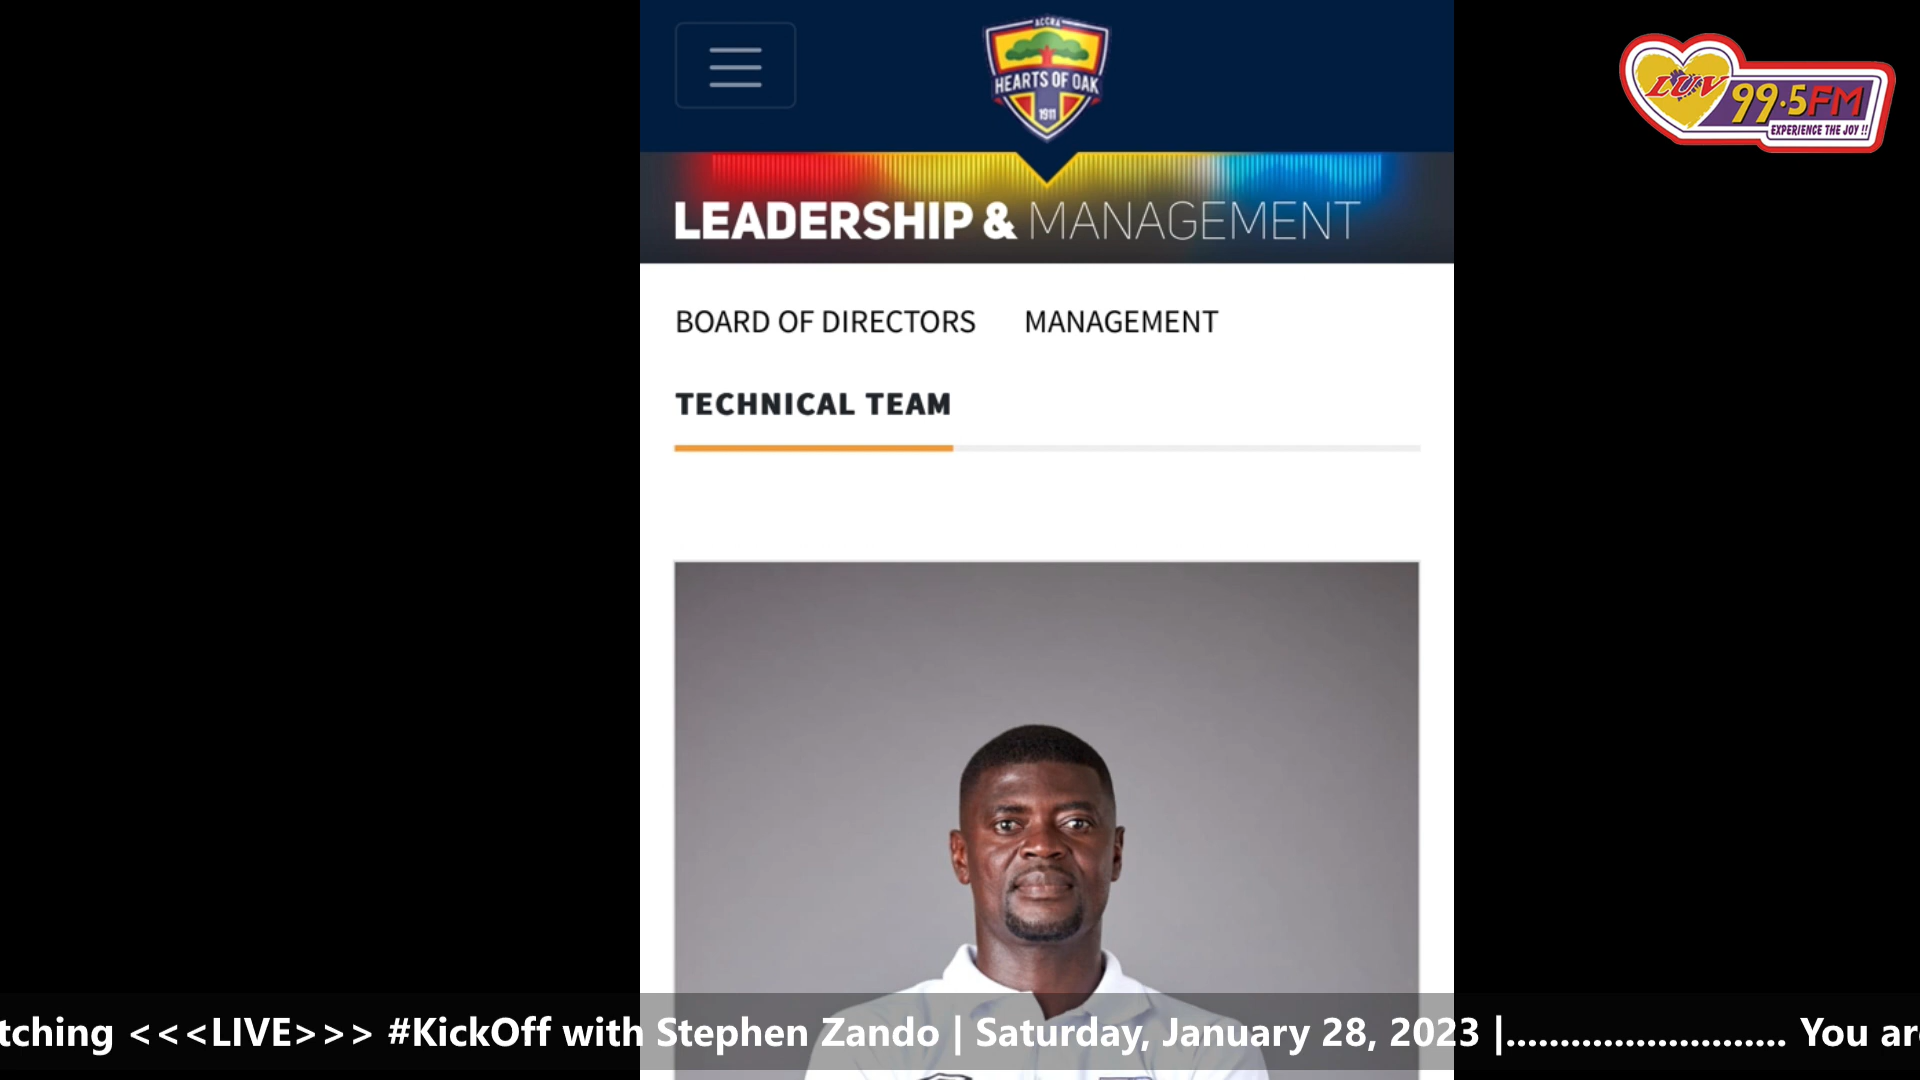 ACCRA
HEARTS OF OAK
1911
LUV 99.5FM
EXPERIENCE THE JOY !!
LEADERSHIP & MANAGEMENT
BOARD OF DIRECTORS MANAGEMENT
TECHNICAL TEAM
tching <<<LIVE>>> #KickOff with Stephen Zando | Saturday, January 28, 2023 |.......................... You are